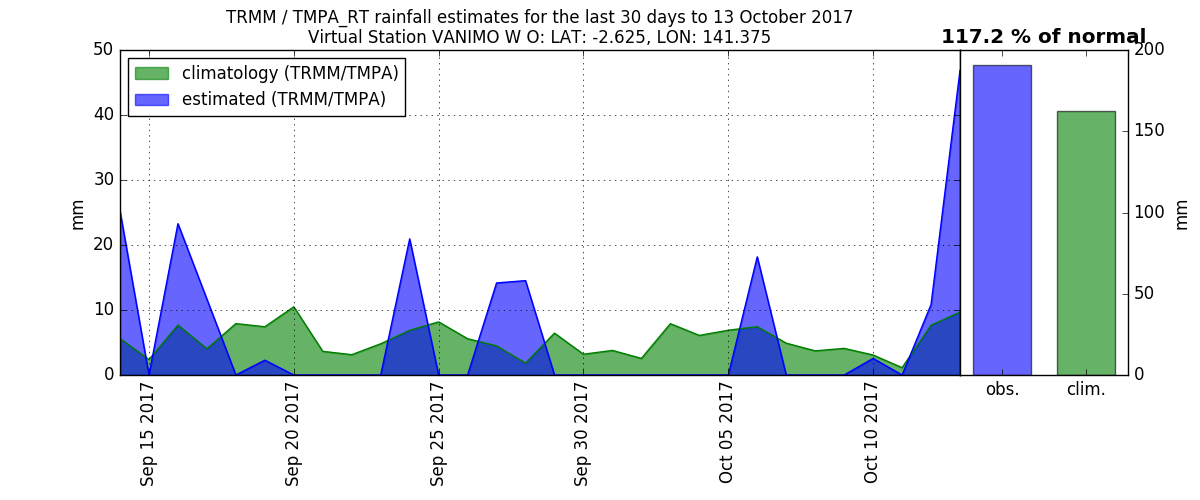 TRMM / TMPA_RT rainfall estimates for the last 30 days to 13 October 2017
Virtual Station VANIMO W O: LAT: -2.625, LON: 141.375
117.2 % of normal
climatology (TRMM/TMPA)
estimated (TRMM/TMPA)
50
40
30
20
10
0
mm
Sep 15 2017
Sep 20 2017
Sep 25 2017
Sep 30 2017
Oct 05 2017
Oct 10 2017
obs.
clim.
200
150
100
50
0
mm